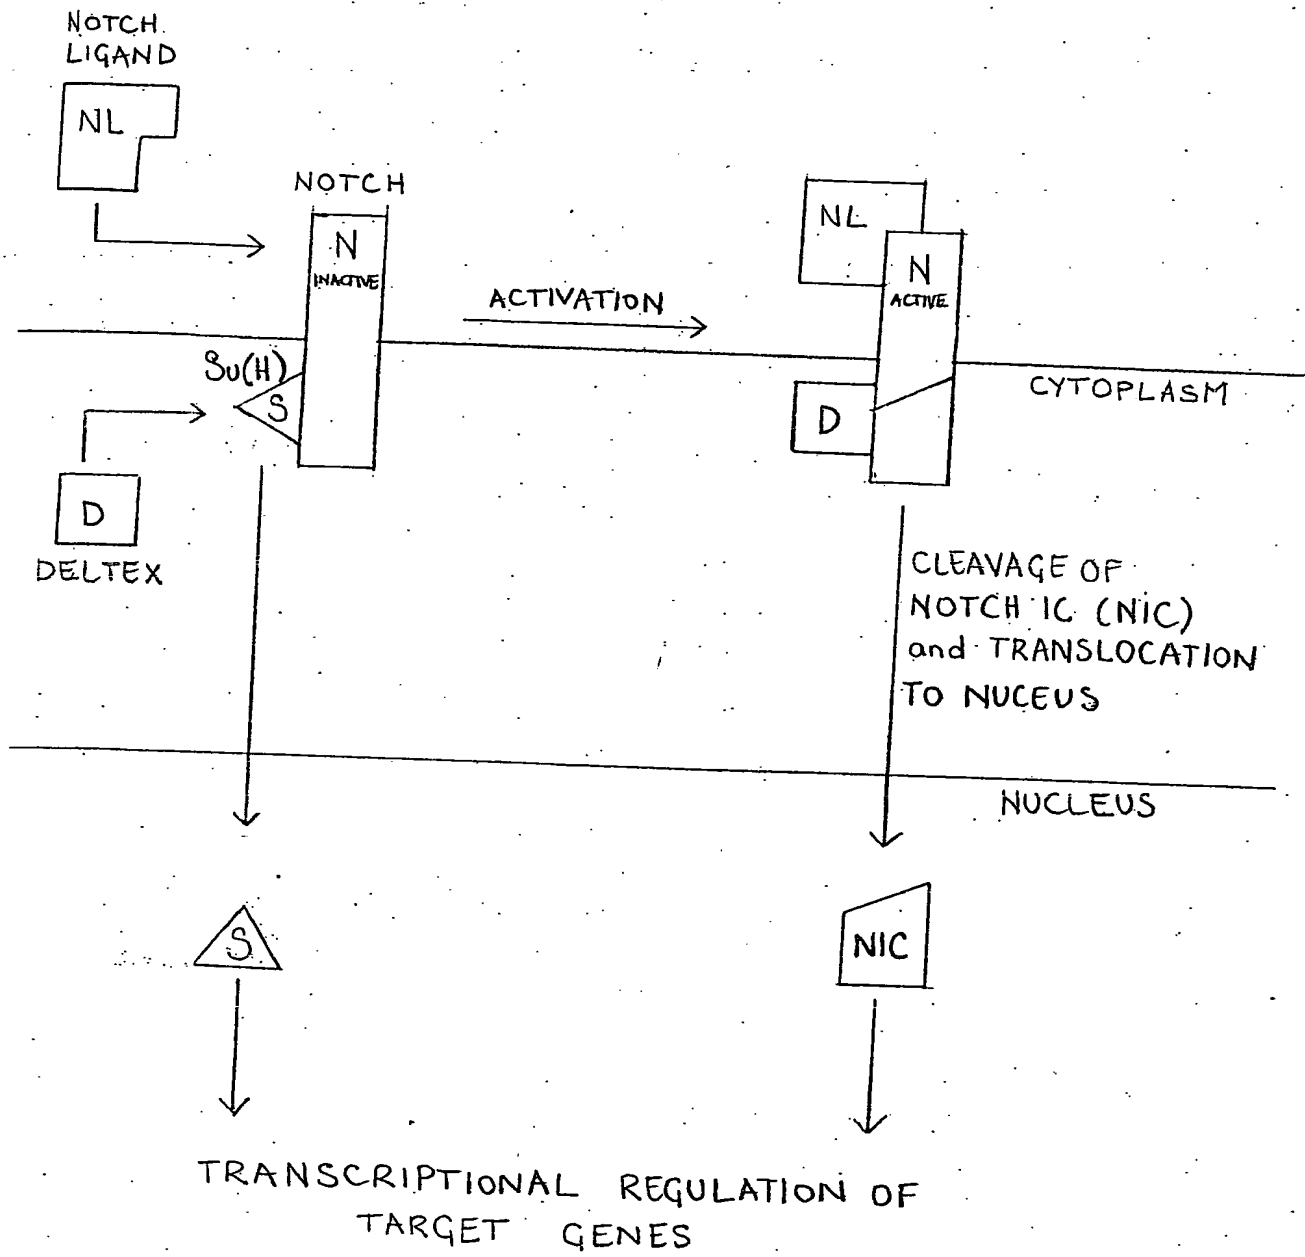 NOTCH
LIGAND
NL
NOTCH
N
INACTIVE
ACTIVATION
NL
N
ACTIVE
Su(H)
S
CYTOPLASM
D
D
DELTEX
CLEAVAGE OF
NOTCH IC (NIC)
and TRANSLOCATION
TO NUCEUS
NUCLEUS
S
NIC
TRANSCRIPTIONAL REGULATION OF
TARGET GENES